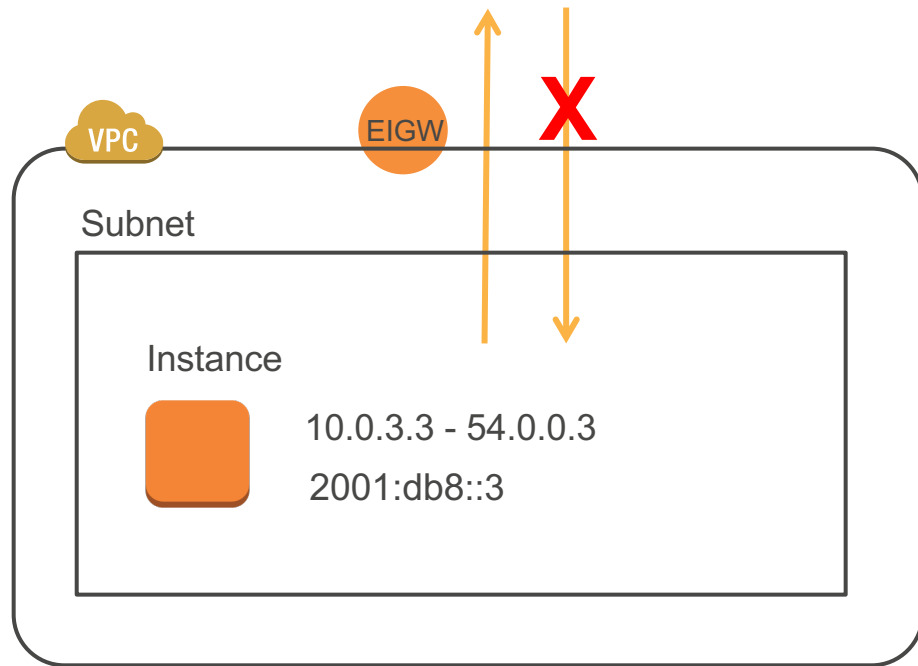 EIGW
X
VPC
Subnet
Instance
10.0.3.3 - 54.0.0.3
2001:db8::3